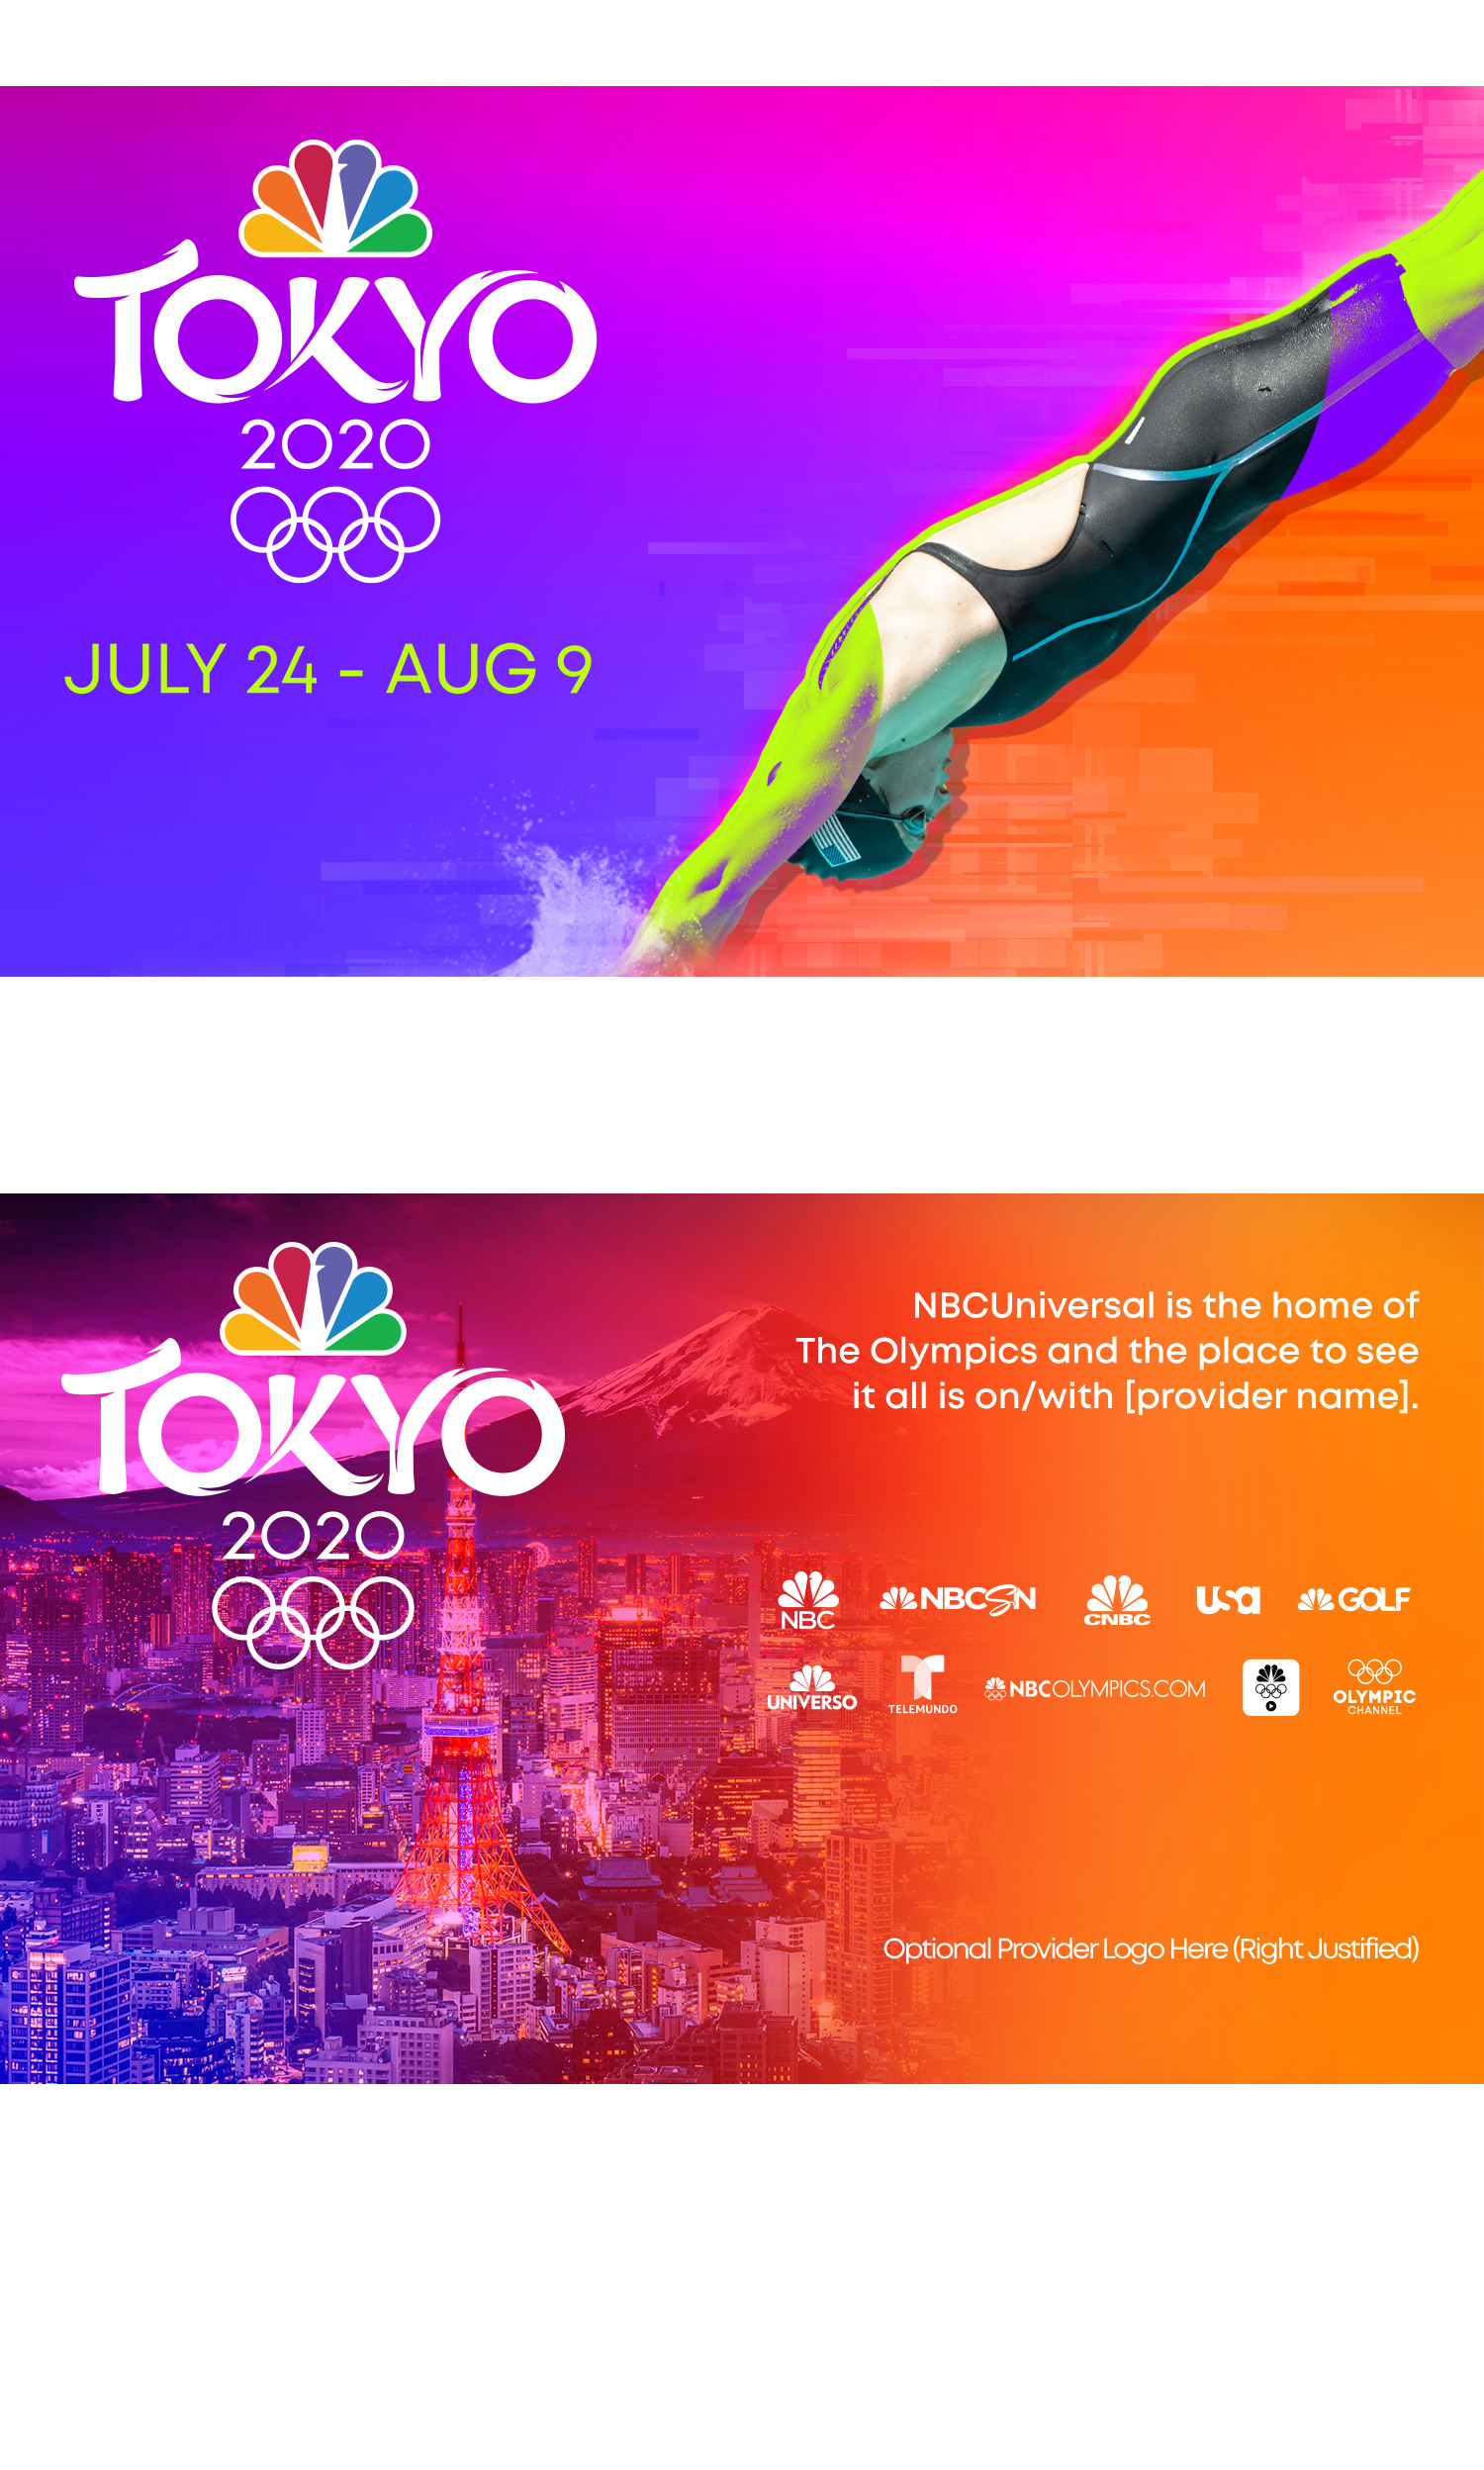 TOKYO
2020
JULY 24 - AUG 9
TOKYO
2020
NBCUniversal is the home of
The Olympics and the place to see
it all is on/with [provider name].
NBC
NBCSN
CNBC
USA
GOLF
UNIVERSO
TELEMUNDO
NBCOLYMPICS.COM
OLYMPIC
CHANNEL
Optional Provider Logo Here (Right Justified)